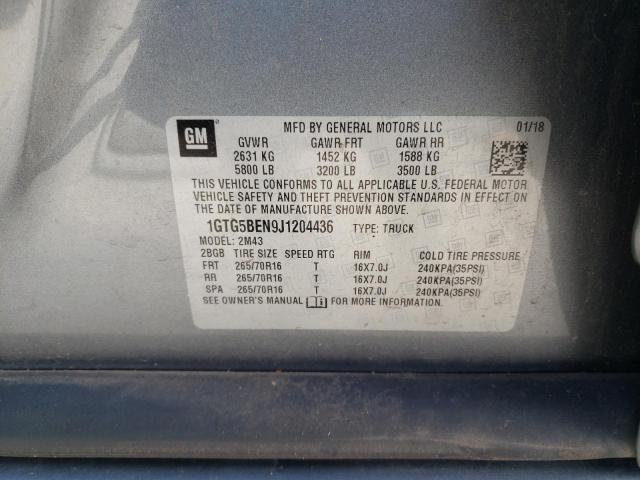 GM MFD BY GENERAL MOTORS LLC 01/18
GVWR GAWR FRT GAWR RR
2631 KG 1452 KG 1588 KG
5800 LB 3200 LB 3500 LB
THIS VEHICLE CONFORMS TO ALL APPLICABLE U.S. FEDERAL MOTOR
VEHICLE SAFETY AND THEFT PREVENTION STANDARDS IN EFFECT ON
THE DATE OF MANUFACTURE SHOWN ABOVE.
1GTG5BEN9J1204436 TYPE: TRUCK
MODEL: 2M43
2BGB TIRE SIZE SPEED RTG RIM COLD TIRE PRESSURE
FRT 265/70R16 T 16X7.0J 240KPA(35PSI)
RR 265/70R16 T 16X7.0J 240KPA(35PSI)
SPA 265/70R16 T 16X7.0J 240KPA(35PSI)
SEE OWNER'S MANUAL FOR MORE INFORMATION.